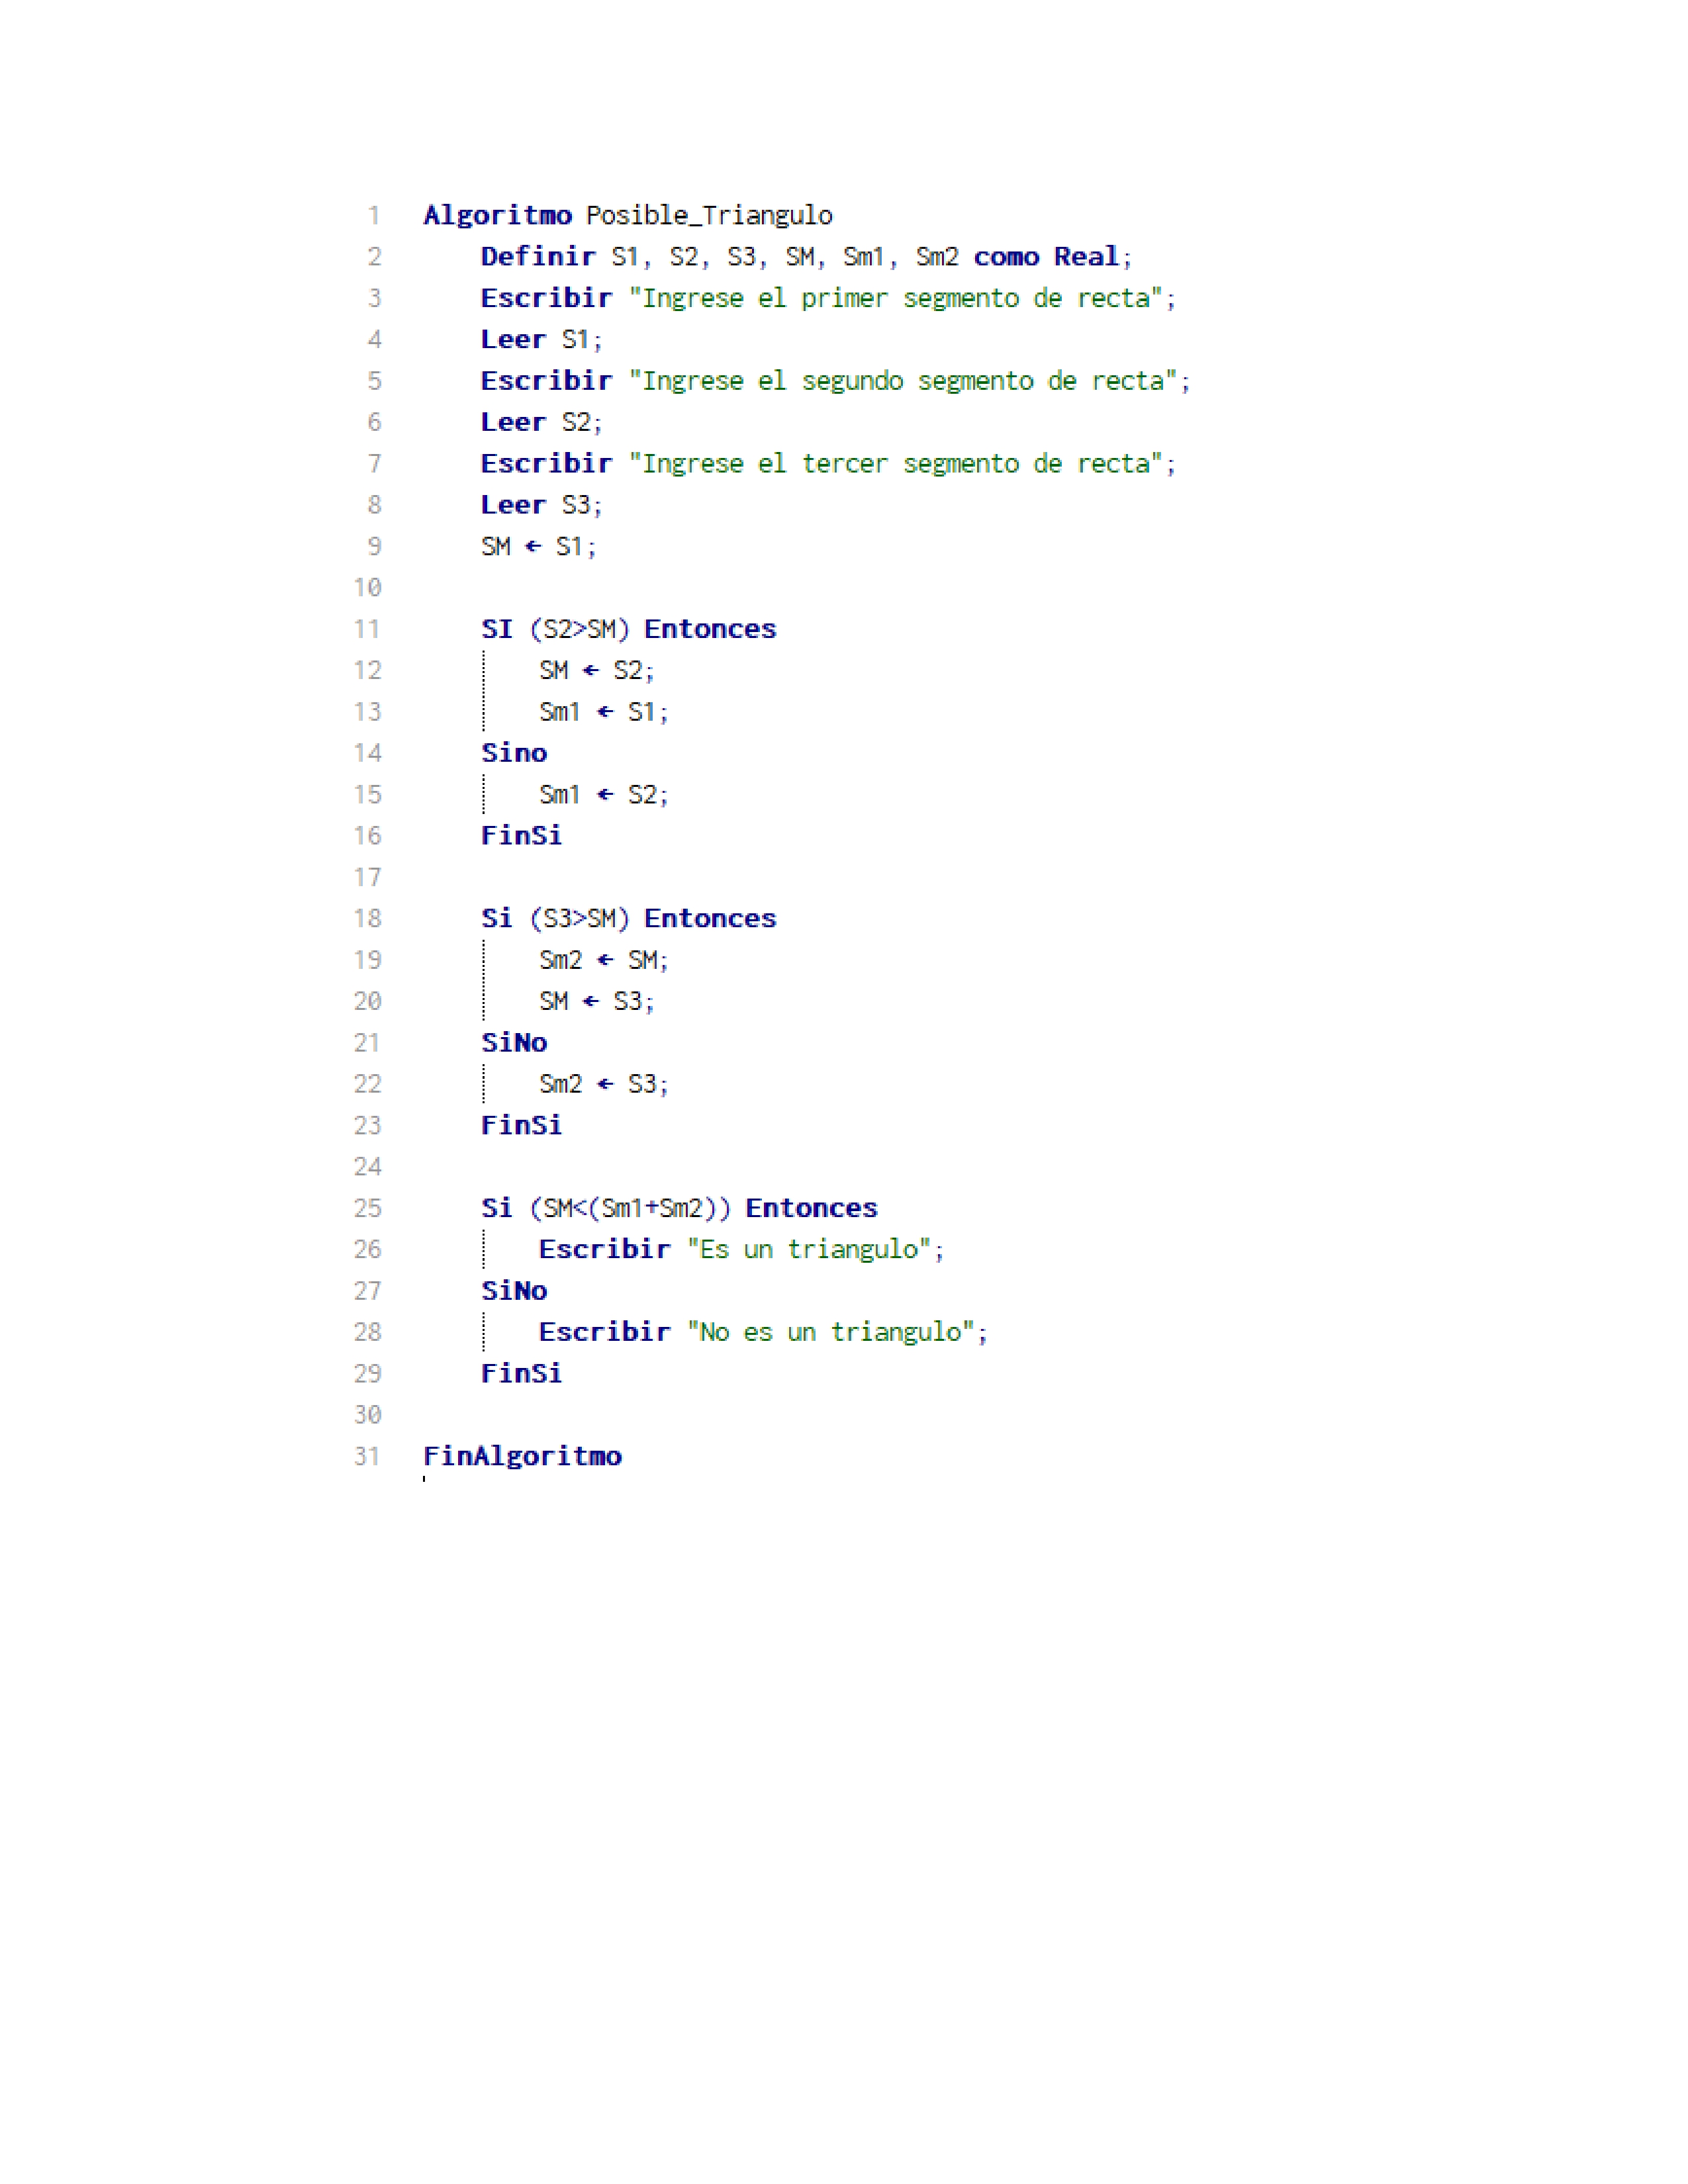 1 Algoritmo Posible_Triangulo
2 Definir S1, S2, S3, SM, Sm1, Sm2 como Real;
3 Escribir "Ingrese el primer segmento de recta";
4 Leer S1;
5 Escribir "Ingrese el segundo segmento de recta";
6 Leer S2;
7 Escribir "Ingrese el tercer segmento de recta";
8 Leer S3;
9 SM ← S1;
10
11 SI (S2>SM) Entonces
12 SM ← S2;
13 Sm1 ← S1;
14 Sino
15 Sm1 ← S2;
16 FinSi
17
18 Si (S3>SM) Entonces
19 Sm2 ← SM;
20 SM ← S3;
21 SiNo
22 Sm2 ← S3;
23 FinSi
24
25 Si (SM<(Sm1+Sm2)) Entonces
26 Escribir "Es un triangulo";
27 SiNo
28 Escribir "No es un triangulo";
29 FinSi
30
31 FinAlgoritmo